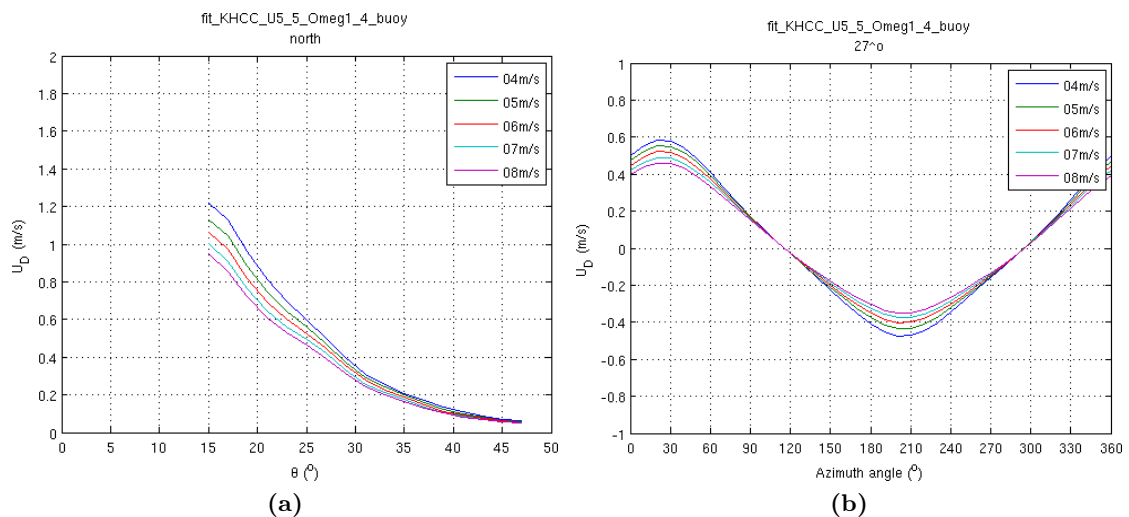 fit_KHCC_U5_5_Omeg1_4_buoy
north
2
1.8
1.6
1.4
1.2
1
0.8
0.6
0.4
0.2
0
U_D (m/s)
04m/s
05m/s
06m/s
07m/s
08m/s
0 5 10 15 20 25 30 35 40 45 50
θ (°)
(a)
fit_KHCC_U5_5_Omeg1_4_buoy
27^o
1
0.8
0.6
0.4
0.2
0
-0.2
-0.4
-0.6
-0.8
-1
U_D (m/s)
04m/s
05m/s
06m/s
07m/s
08m/s
0 30 60 90 120 150 180 210 240 270 300 330 360
Azimuth angle (°)
(b)